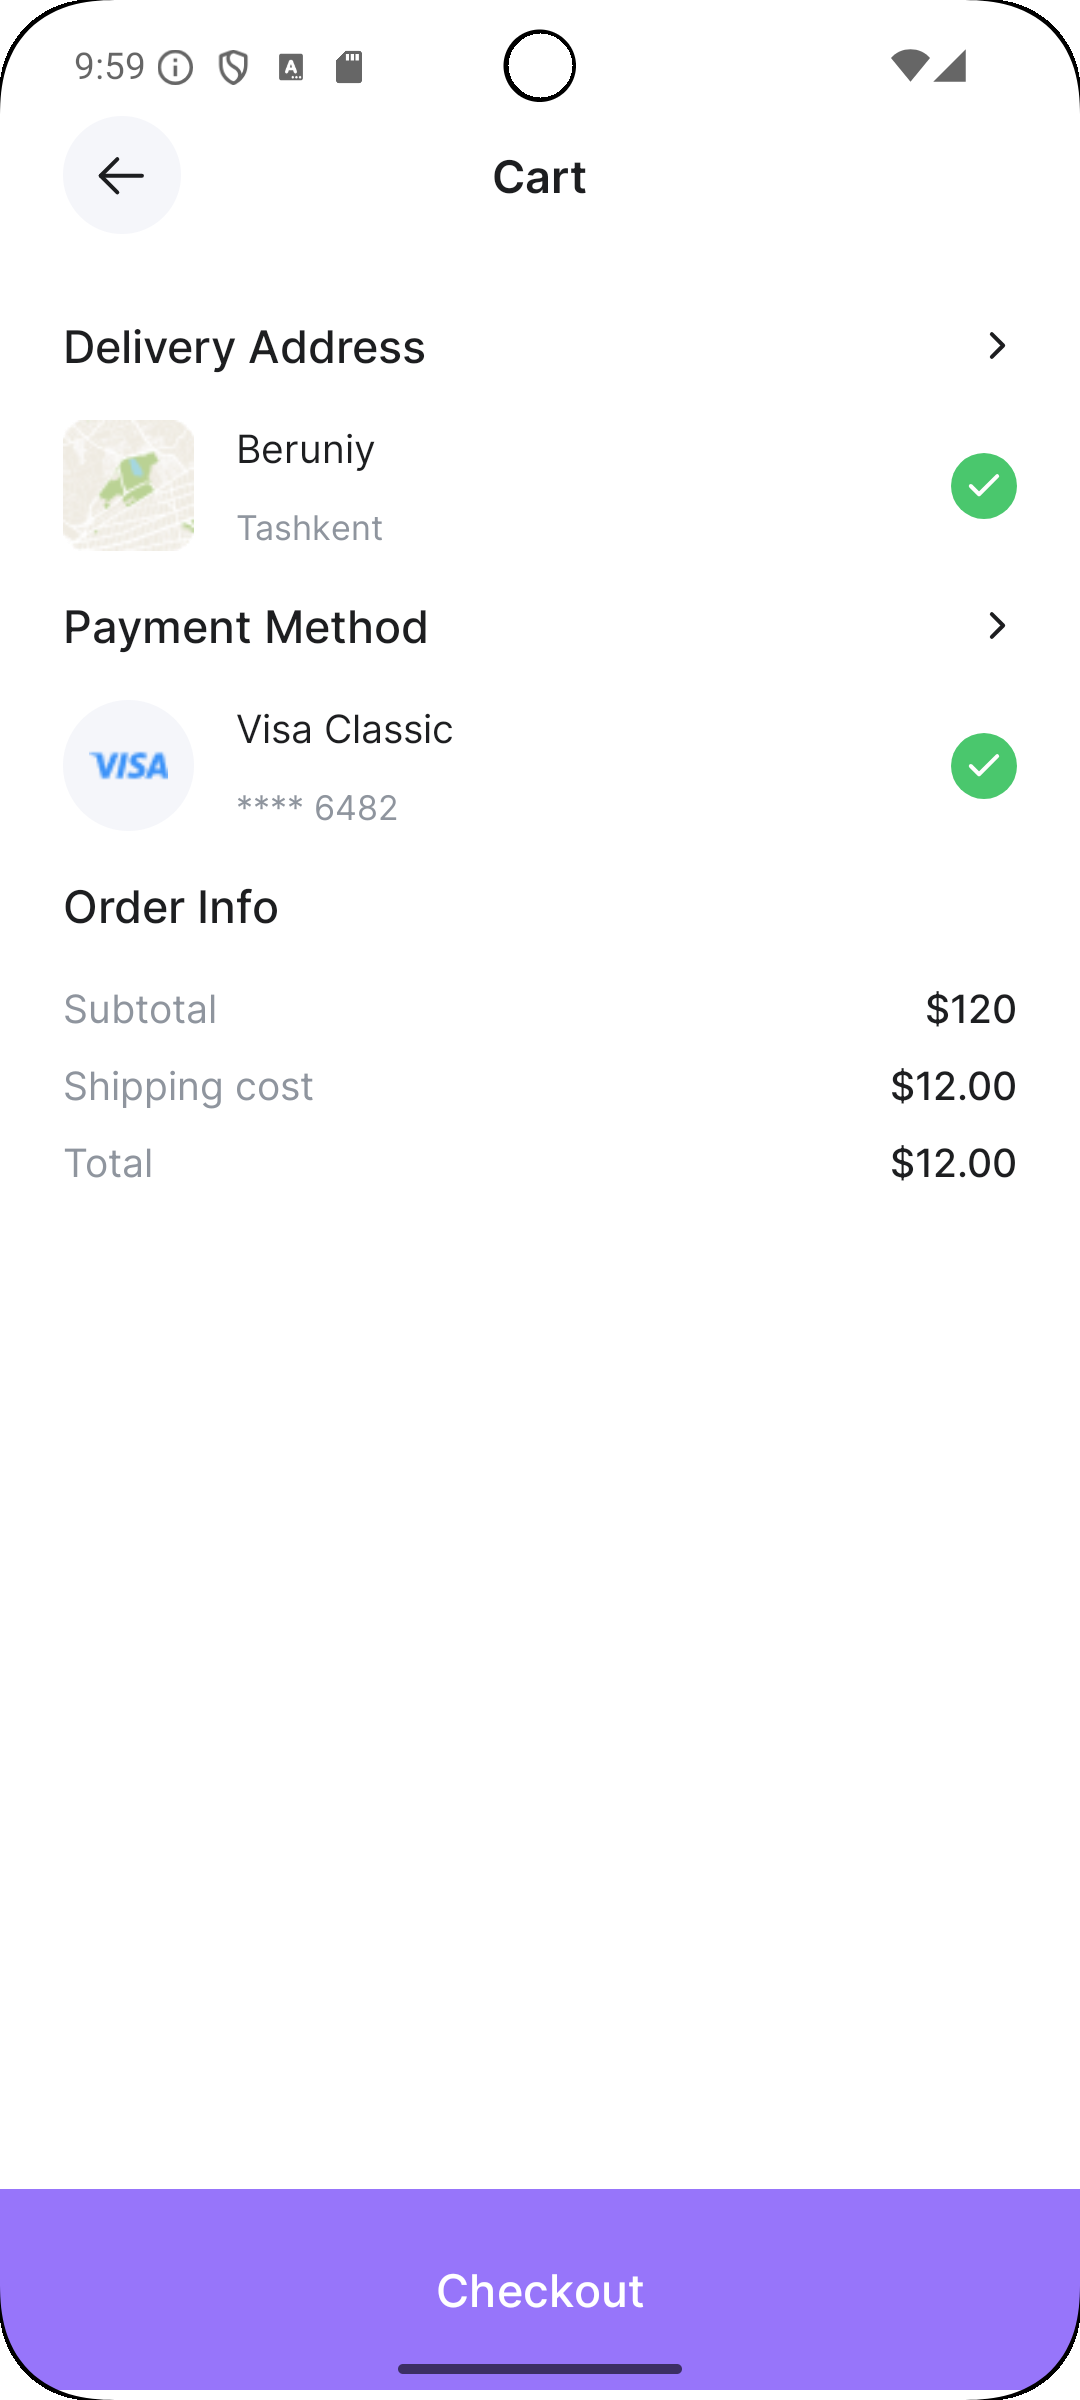 9:59
Cart
Delivery Address
Beruniy
Tashkent
Payment Method
VISA
Visa Classic
**** 6482
Order Info
Subtotal $120
Shipping cost $12.00
Total $12.00
Checkout